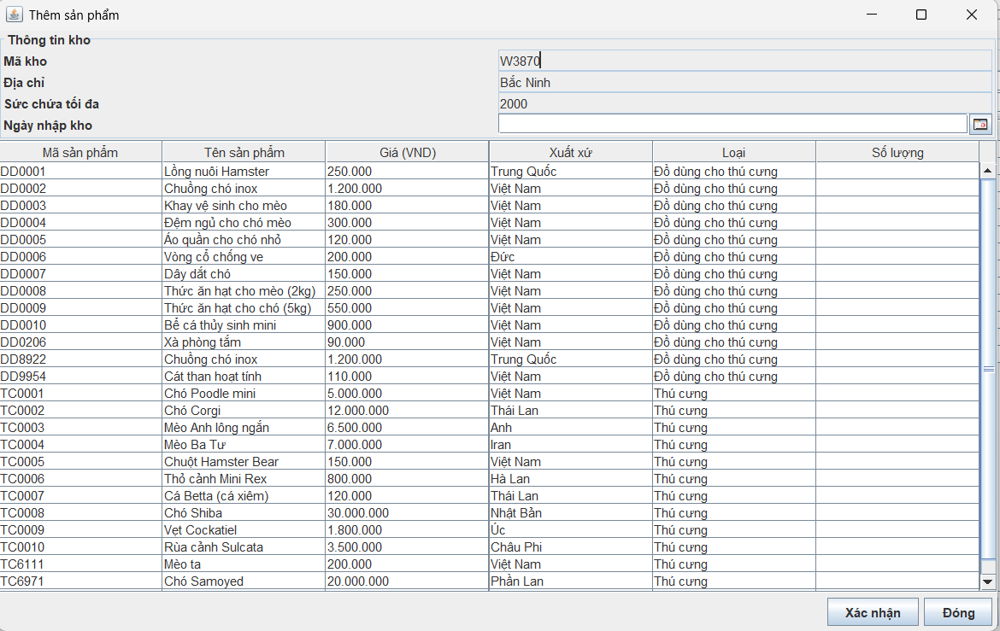 Thêm sản phẩm
Thông tin kho
Mã kho W3870
Địa chỉ Bắc Ninh
Sức chứa tối đa 2000
Ngày nhập kho
Mã sản phẩm Tên sản phẩm Giá (VND) Xuất xứ Loại Số lượng
DD0001 Lồng nuôi Hamster 250.000 Trung Quốc Đồ dùng cho thú cưng
DD0002 Chuồng chó inox 1.200.000 Việt Nam Đồ dùng cho thú cưng
DD0003 Khay vệ sinh cho mèo 180.000 Việt Nam Đồ dùng cho thú cưng
DD0004 Đệm ngủ cho chó mèo 300.000 Việt Nam Đồ dùng cho thú cưng
DD0005 Áo quần cho chó nhỏ 120.000 Việt Nam Đồ dùng cho thú cưng
DD0006 Vòng cổ chống ve 200.000 Đức Đồ dùng cho thú cưng
DD0007 Dây dắt chó 150.000 Việt Nam Đồ dùng cho thú cưng
DD0008 Thức ăn hạt cho mèo (2kg) 250.000 Việt Nam Đồ dùng cho thú cưng
DD0009 Thức ăn hạt cho chó (5kg) 550.000 Việt Nam Đồ dùng cho thú cưng
DD0010 Bể cá thủy sinh mini 900.000 Việt Nam Đồ dùng cho thú cưng
DD0206 Xà phòng tắm 90.000 Việt Nam Đồ dùng cho thú cưng
DD8922 Chuồng chó inox 1.200.000 Trung Quốc Đồ dùng cho thú cưng
DD9954 Cát than hoạt tính 110.000 Việt Nam Đồ dùng cho thú cưng
TC0001 Chó Poodle mini 5.000.000 Việt Nam Thú cưng
TC0002 Chó Corgi 12.000.000 Thái Lan Thú cưng
TC0003 Mèo Anh lông ngắn 6.500.000 Anh Thú cưng
TC0004 Mèo Ba Tư 7.000.000 Iran Thú cưng
TC0005 Chuột Hamster Bear 150.000 Việt Nam Thú cưng
TC0006 Thỏ cảnh Mini Rex 800.000 Hà Lan Thú cưng
TC0007 Cá Betta (cá xiêm) 120.000 Thái Lan Thú cưng
TC0008 Chó Shiba 30.000.000 Nhật Bản Thú cưng
TC0009 Vẹt Cockatiel 1.800.000 Úc Thú cưng
TC0010 Rùa cảnh Sulcata 3.500.000 Châu Phi Thú cưng
TC6111 Mèo ta 200.000 Việt Nam Thú cưng
TC6971 Chó Samoyed 20.000.000 Phần Lan Thú cưng
Xác nhận Đóng